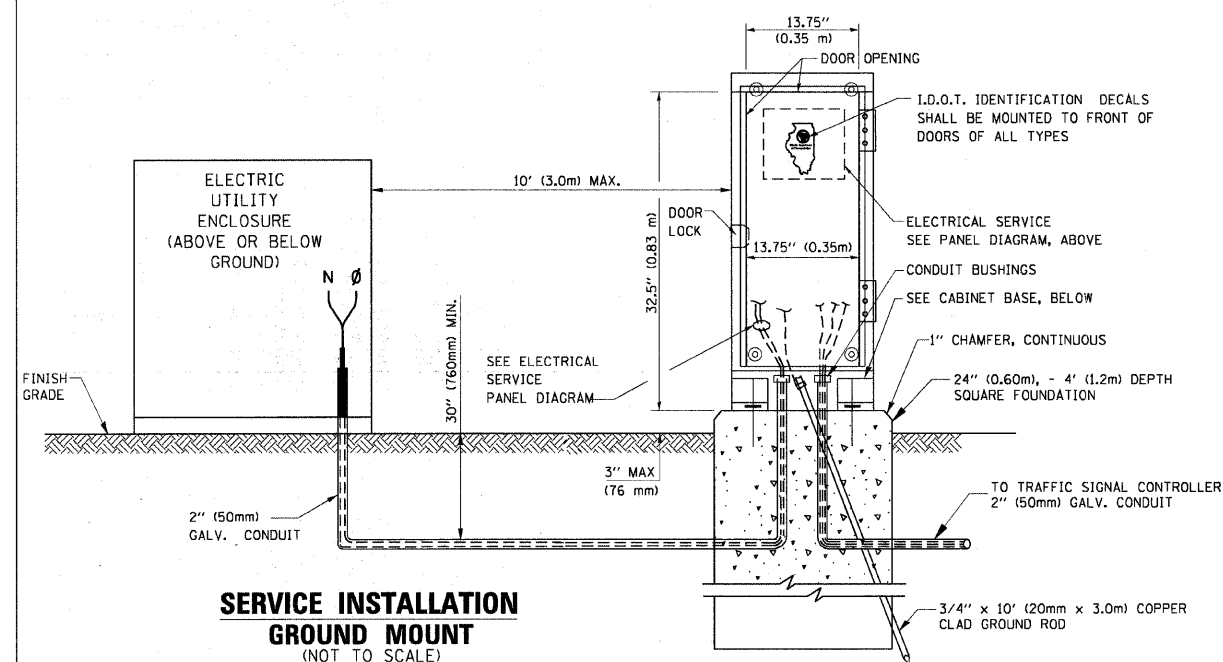 13.75"
(0.35 m)
DOOR OPENING
I.D.O.T. IDENTIFICATION DECALS
SHALL BE MOUNTED TO FRONT OF
DOORS OF ALL TYPES
ELECTRIC
UTILITY
ENCLOSURE
(ABOVE OR BELOW
GROUND)
N Ø
10' (3.0m) MAX.
DOOR
LOCK
32.5" (0.83 m)
13.75" (0.35m)
ELECTRICAL SERVICE
SEE PANEL DIAGRAM, ABOVE
CONDUIT BUSHINGS
SEE CABINET BASE, BELOW
1" CHAMFER, CONTINUOUS
24" (0.60m), - 4' (1.2m) DEPTH
SQUARE FOUNDATION
30" (760mm) MIN.
SEE ELECTRICAL
SERVICE
PANEL DIAGRAM
FINISH
GRADE
3" MAX
(76 mm)
TO TRAFFIC SIGNAL CONTROLLER
2" (50mm) GALV. CONDUIT
2" (50mm)
GALV. CONDUIT
3/4" x 10' (20mm x 3.0m) COPPER
CLAD GROUND ROD
SERVICE INSTALLATION
GROUND MOUNT
(NOT TO SCALE)